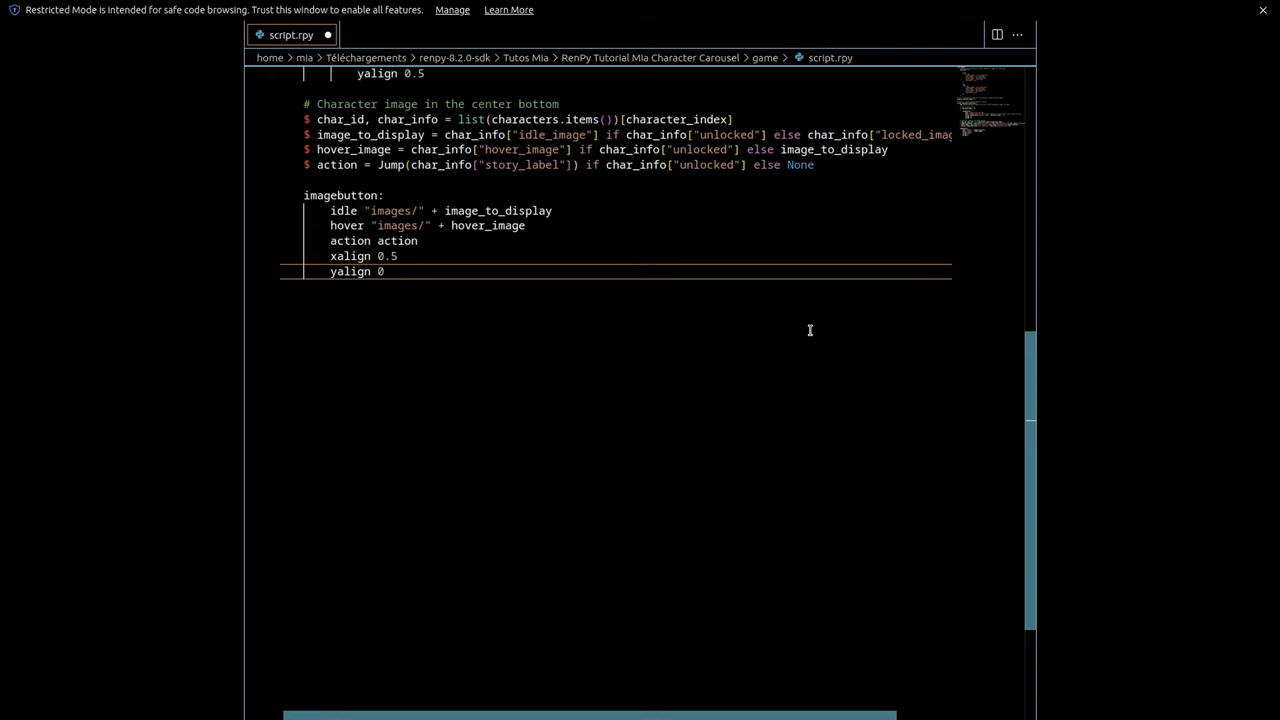 Restricted Mode is intended for safe code browsing. Trust this window to enable all features. Manage Learn More
script.rpy
home > mia > Téléchargements > renpy-8.2.0-sdk > Tutos Mia > RenPy Tutorial Mia Character Carousel > game > script.rpy
yalign 0.5
# Character image in the center bottom
$ char_id, char_info = list(characters.items())[character_index]
$ image_to_display = char_info["idle_image"] if char_info["unlocked"] else char_info["locked_imag
$ hover_image = char_info["hover_image"] if char_info["unlocked"] else image_to_display
$ action = Jump(char_info["story_label"]) if char_info["unlocked"] else None
imagebutton:
idle "images/" + image_to_display
hover "images/" + hover_image
action action
xalign 0.5
yalign 0